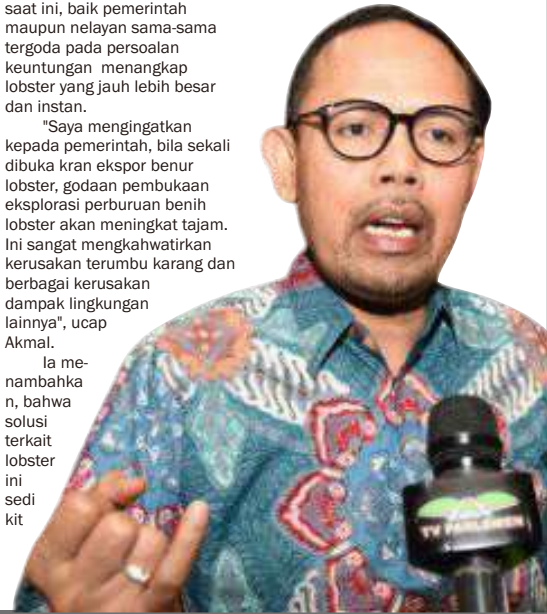 saat ini, baik pemerintah
maupun nelayan sama-sama
tergoda pada persoalan
keuntungan  menangkap
lobster yang jauh lebih besar
dan instan.
"Saya mengingatkan
kepada pemerintah, bila sekali
dibuka kran ekspor benur
lobster, godaan pembukaan
eksplorasi perburuan benih
lobster akan meningkat tajam.
Ini sangat mengkahwatirkan
kerusakan terumbu karang dan
berbagai kerusakan
dampak lingkungan
lainnya", ucap
Akmal.
Ia me-
nambahka
n, bahwa
solusi
terkait
lobster
ini
sedi
kit
TV PARLEMEN